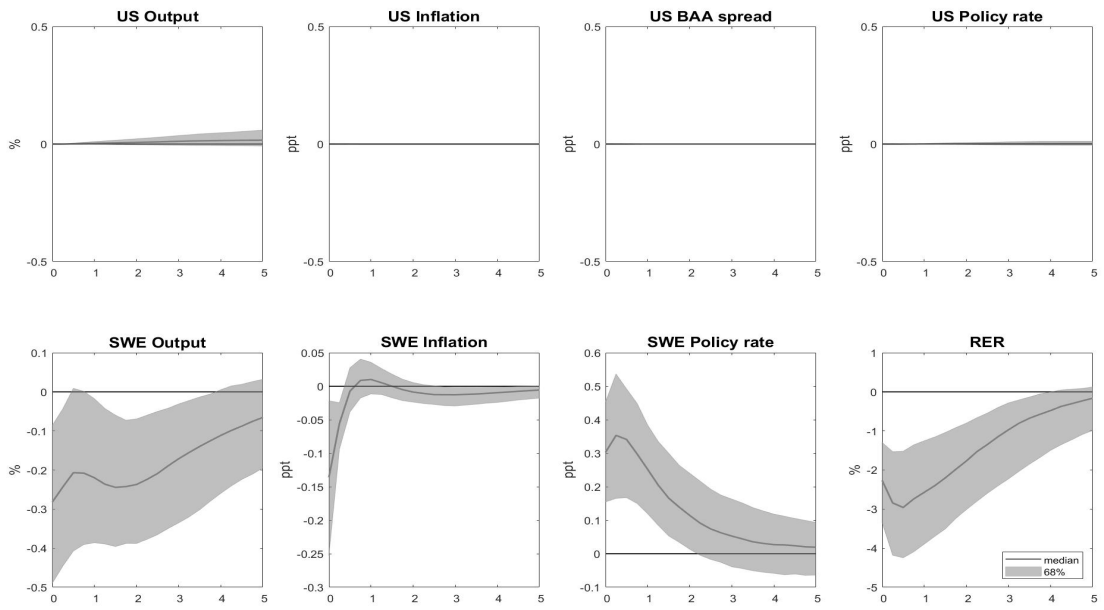 US Output
US Inflation
US BAA spread
US Policy rate
0.5
0.5
0.5
0.5
%
0
ppt
0
ppt
0
ppt
0
-0.5
-0.5
-0.5
-0.5
0 1 2 3 4 5
0 1 2 3 4 5
0 1 2 3 4 5
0 1 2 3 4 5
SWE Output
SWE Inflation
SWE Policy rate
RER
0.1
0
-0.1
%
-0.2
-0.3
-0.4
-0.5
0 1 2 3 4 5
0.05
0
-0.05
-0.1
ppt
-0.15
-0.2
-0.25
-0.3
0 1 2 3 4 5
0.6
0.5
0.4
0.3
ppt
0.2
0.1
0
-0.1
0 1 2 3 4 5
1
0
-1
%
-2
-3
-4
-5
0 1 2 3 4 5
median
68%